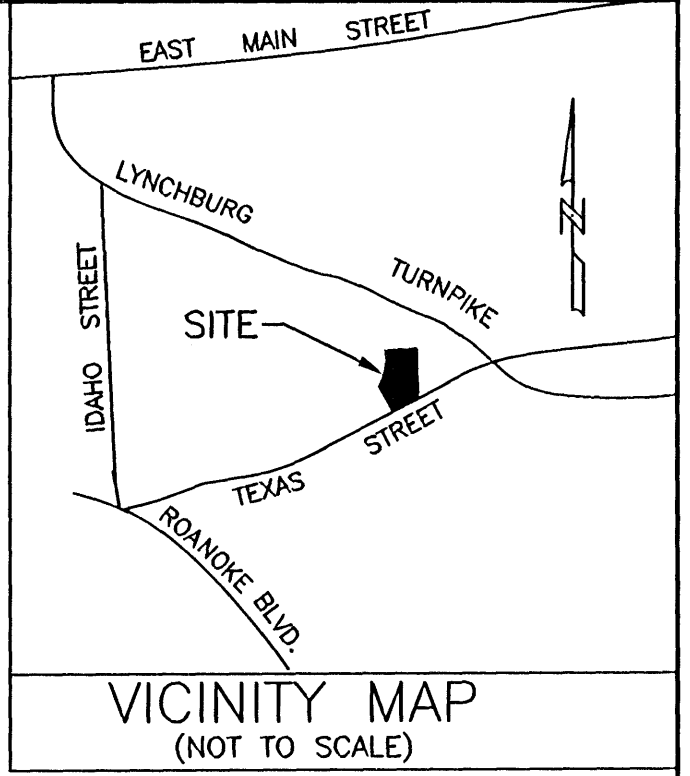 EAST MAIN STREET
LYNCHBURG TURNPIKE
N
IDAHO STREET
SITE
TEXAS STREET
ROANOKE BLVD.
VICINITY MAP
(NOT TO SCALE)